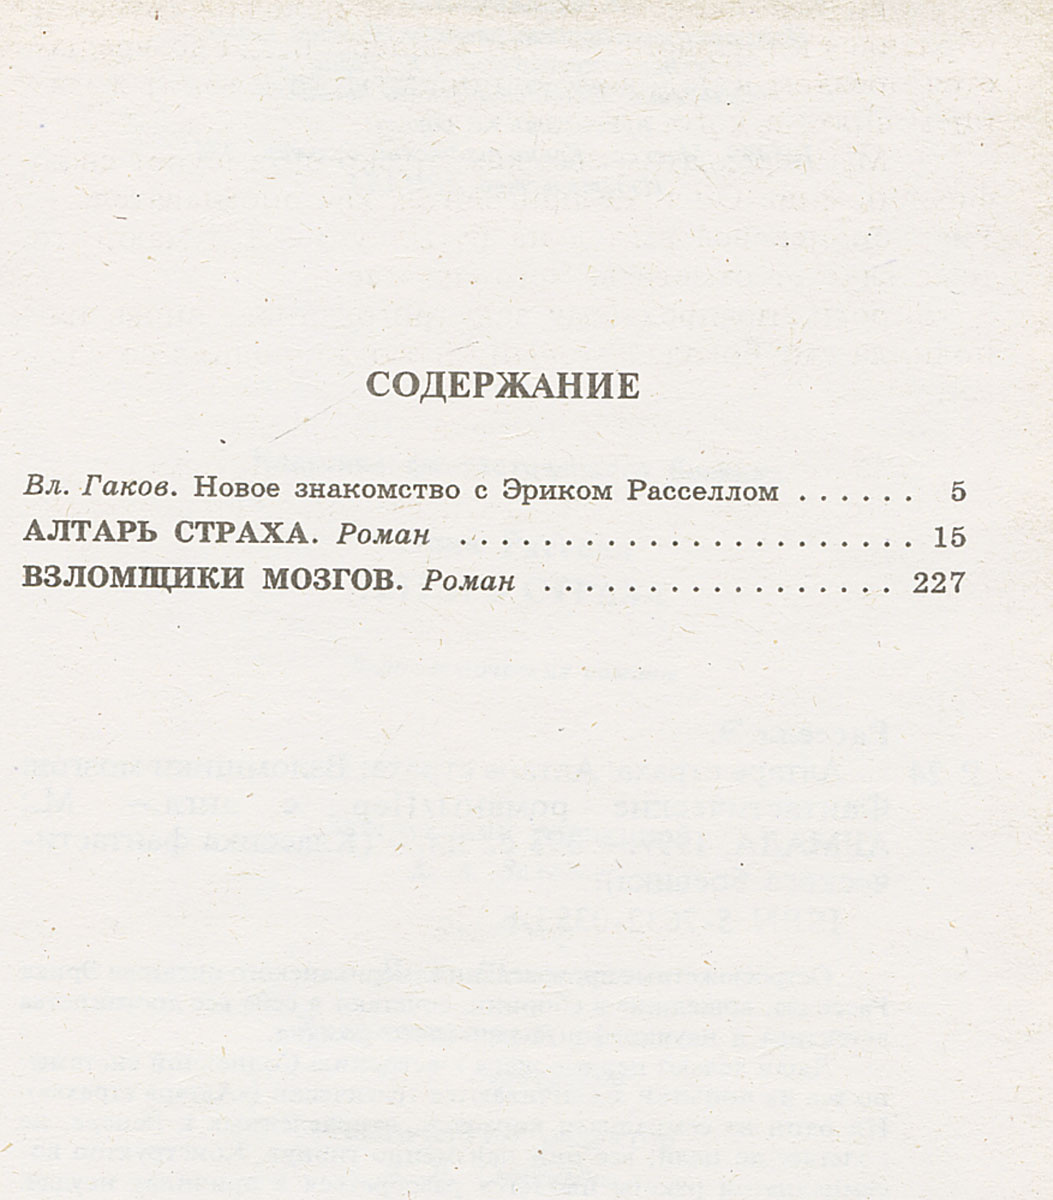 СОДЕРЖАНИЕ
Вл. Гаков. Новое знакомство с Эриком Расселлом . . . . . . 5
АЛТАРЬ СТРАХА. Роман . . . . . . . . . . . . . . . . . . . . . . 15
ВЗЛОМЩИКИ МОЗГОВ. Роман . . . . . . . . . . . . . . . . . 227